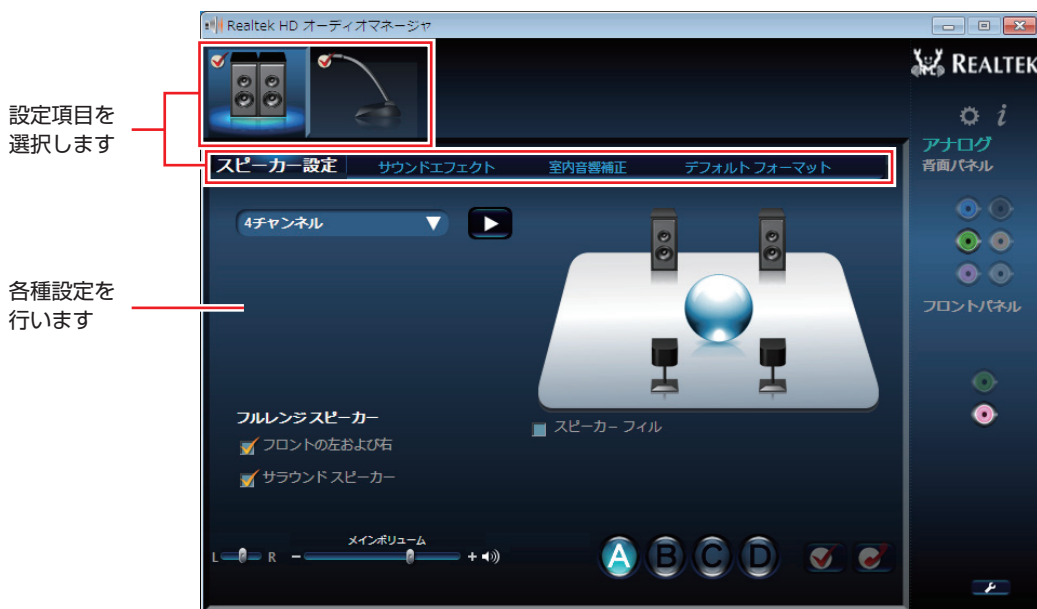 Realtek HD オーディオマネージャ
REALTEK
i
設定項目を
選択します
アナログ
背面パネル
スピーカー設定
サウンドエフェクト
室内音響補正
デフォルト フォーマット
4チャンネル
各種設定を
行います
フロントパネル
フルレンジ スピーカー
フロントの左および右
サラウンド スピーカー
スピーカー フィル
メインボリューム
L R - +
A B C D